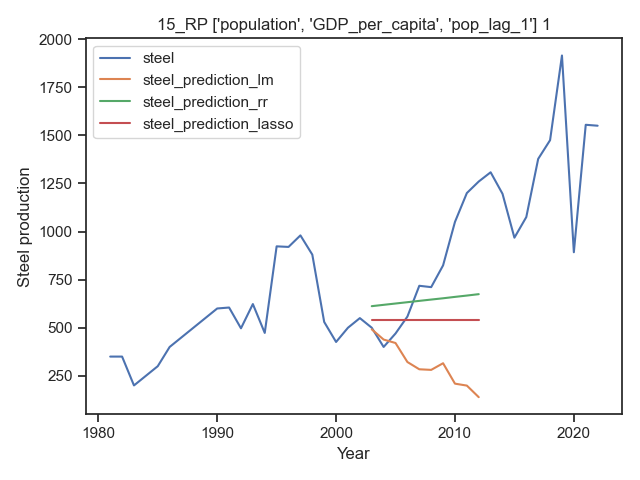 15_RP ['population', 'GDP_per_capita', 'pop_lag_1'] 1
steel
steel_prediction_lm
steel_prediction_rr
steel_prediction_lasso
Steel production
2000
1750
1500
1250
1000
750
500
250
1980
1990
2000
2010
2020
Year